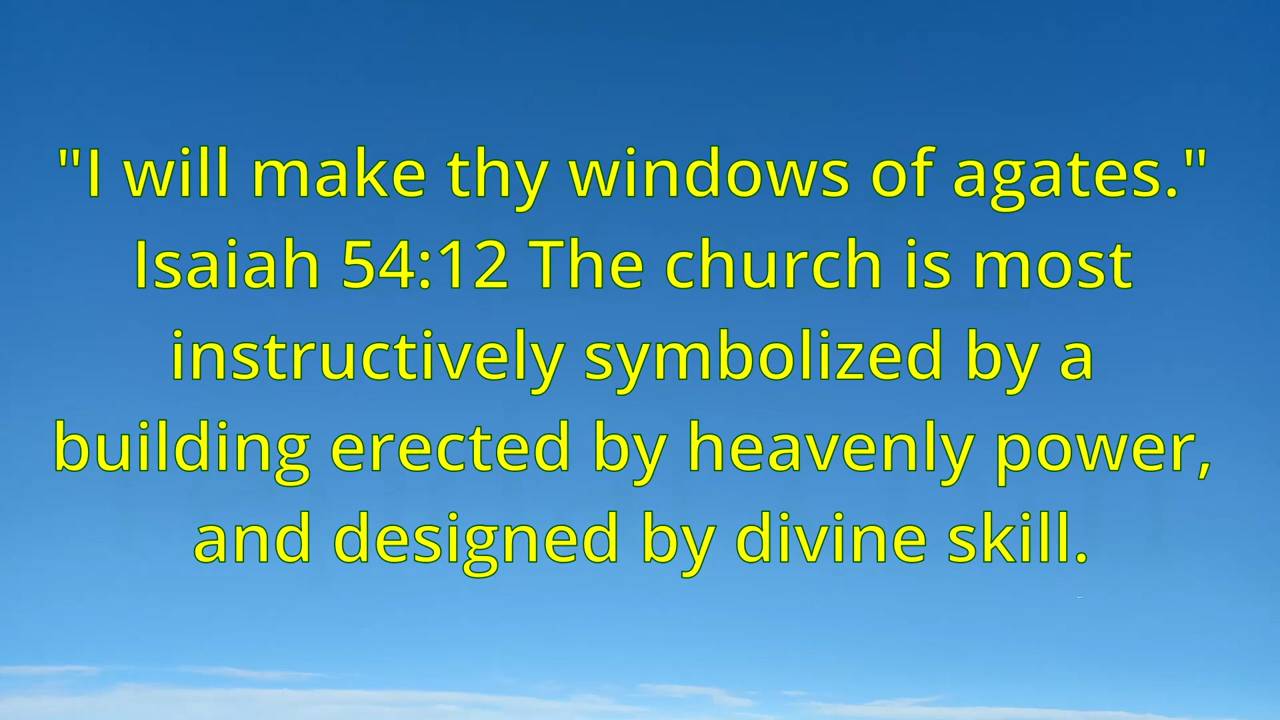 "I will make thy windows of agates."
Isaiah 54:12 The church is most
instructively symbolized by a
building erected by heavenly power,
and designed by divine skill.